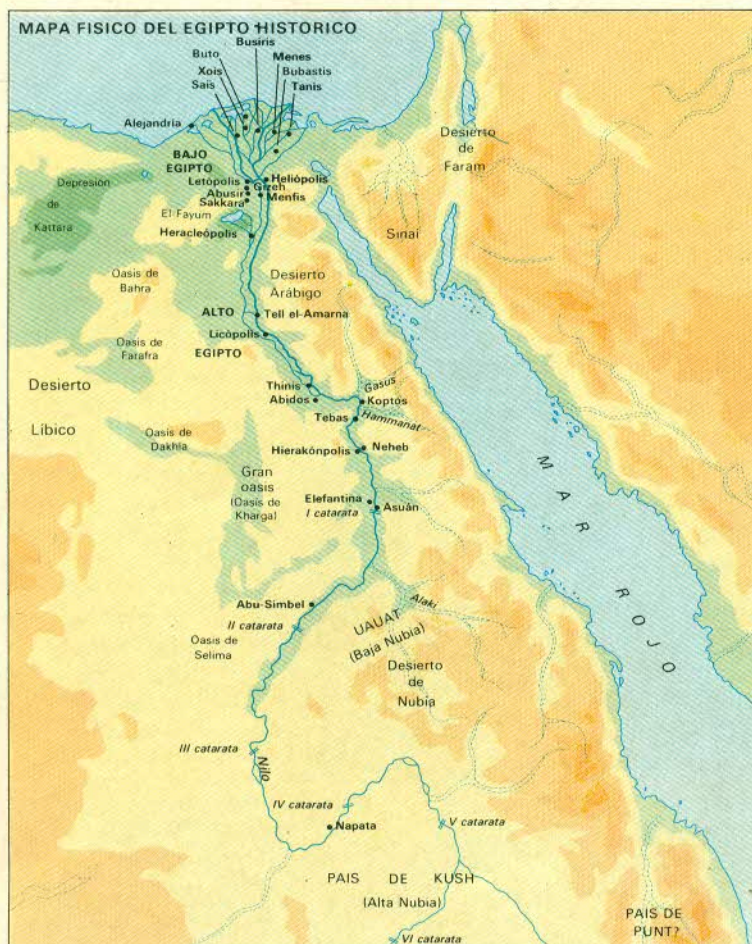 MAPA FISICO DEL EGIPTO HISTORICO
Busiris
Buto
Menes
Xois
Bubastis
Sais
Tanis
Alejandría
Desierto
de
Faram
BAJO
EGIPTO
Heliópolis
Letópolis
Gizeh
Depresión
de
Kattara
Abusir
Menfis
Sakkara
El Fayum
Sinaí
Heracleópolis
Oasis de
Bahra
Desierto
Arábigo
ALTO
Tell el-Amarna
Licópolis
EGIPTO
Oasis de
Farafra
Desierto
Líbico
Thinis
Gasus
Abidos
Koptos
Tebas
Hammanat
Oasis de
Dakhla
Neheb
Hierakónpolis
Gran
oasis
(Oasis de
Kharga)
Elefantina
I catarata
Asuán
MAR ROJO
Abu-Simbel
Alaki
II catarata
UAUAT
(Baja Nubia)
Oasis de
Selima
Desierto
de
Nubia
III catarata
Nilo
IV catarata
Napata
V catarata
PAIS DE KUSH
(Alta Nubia)
PAIS DE
PUNT?
VI catarata